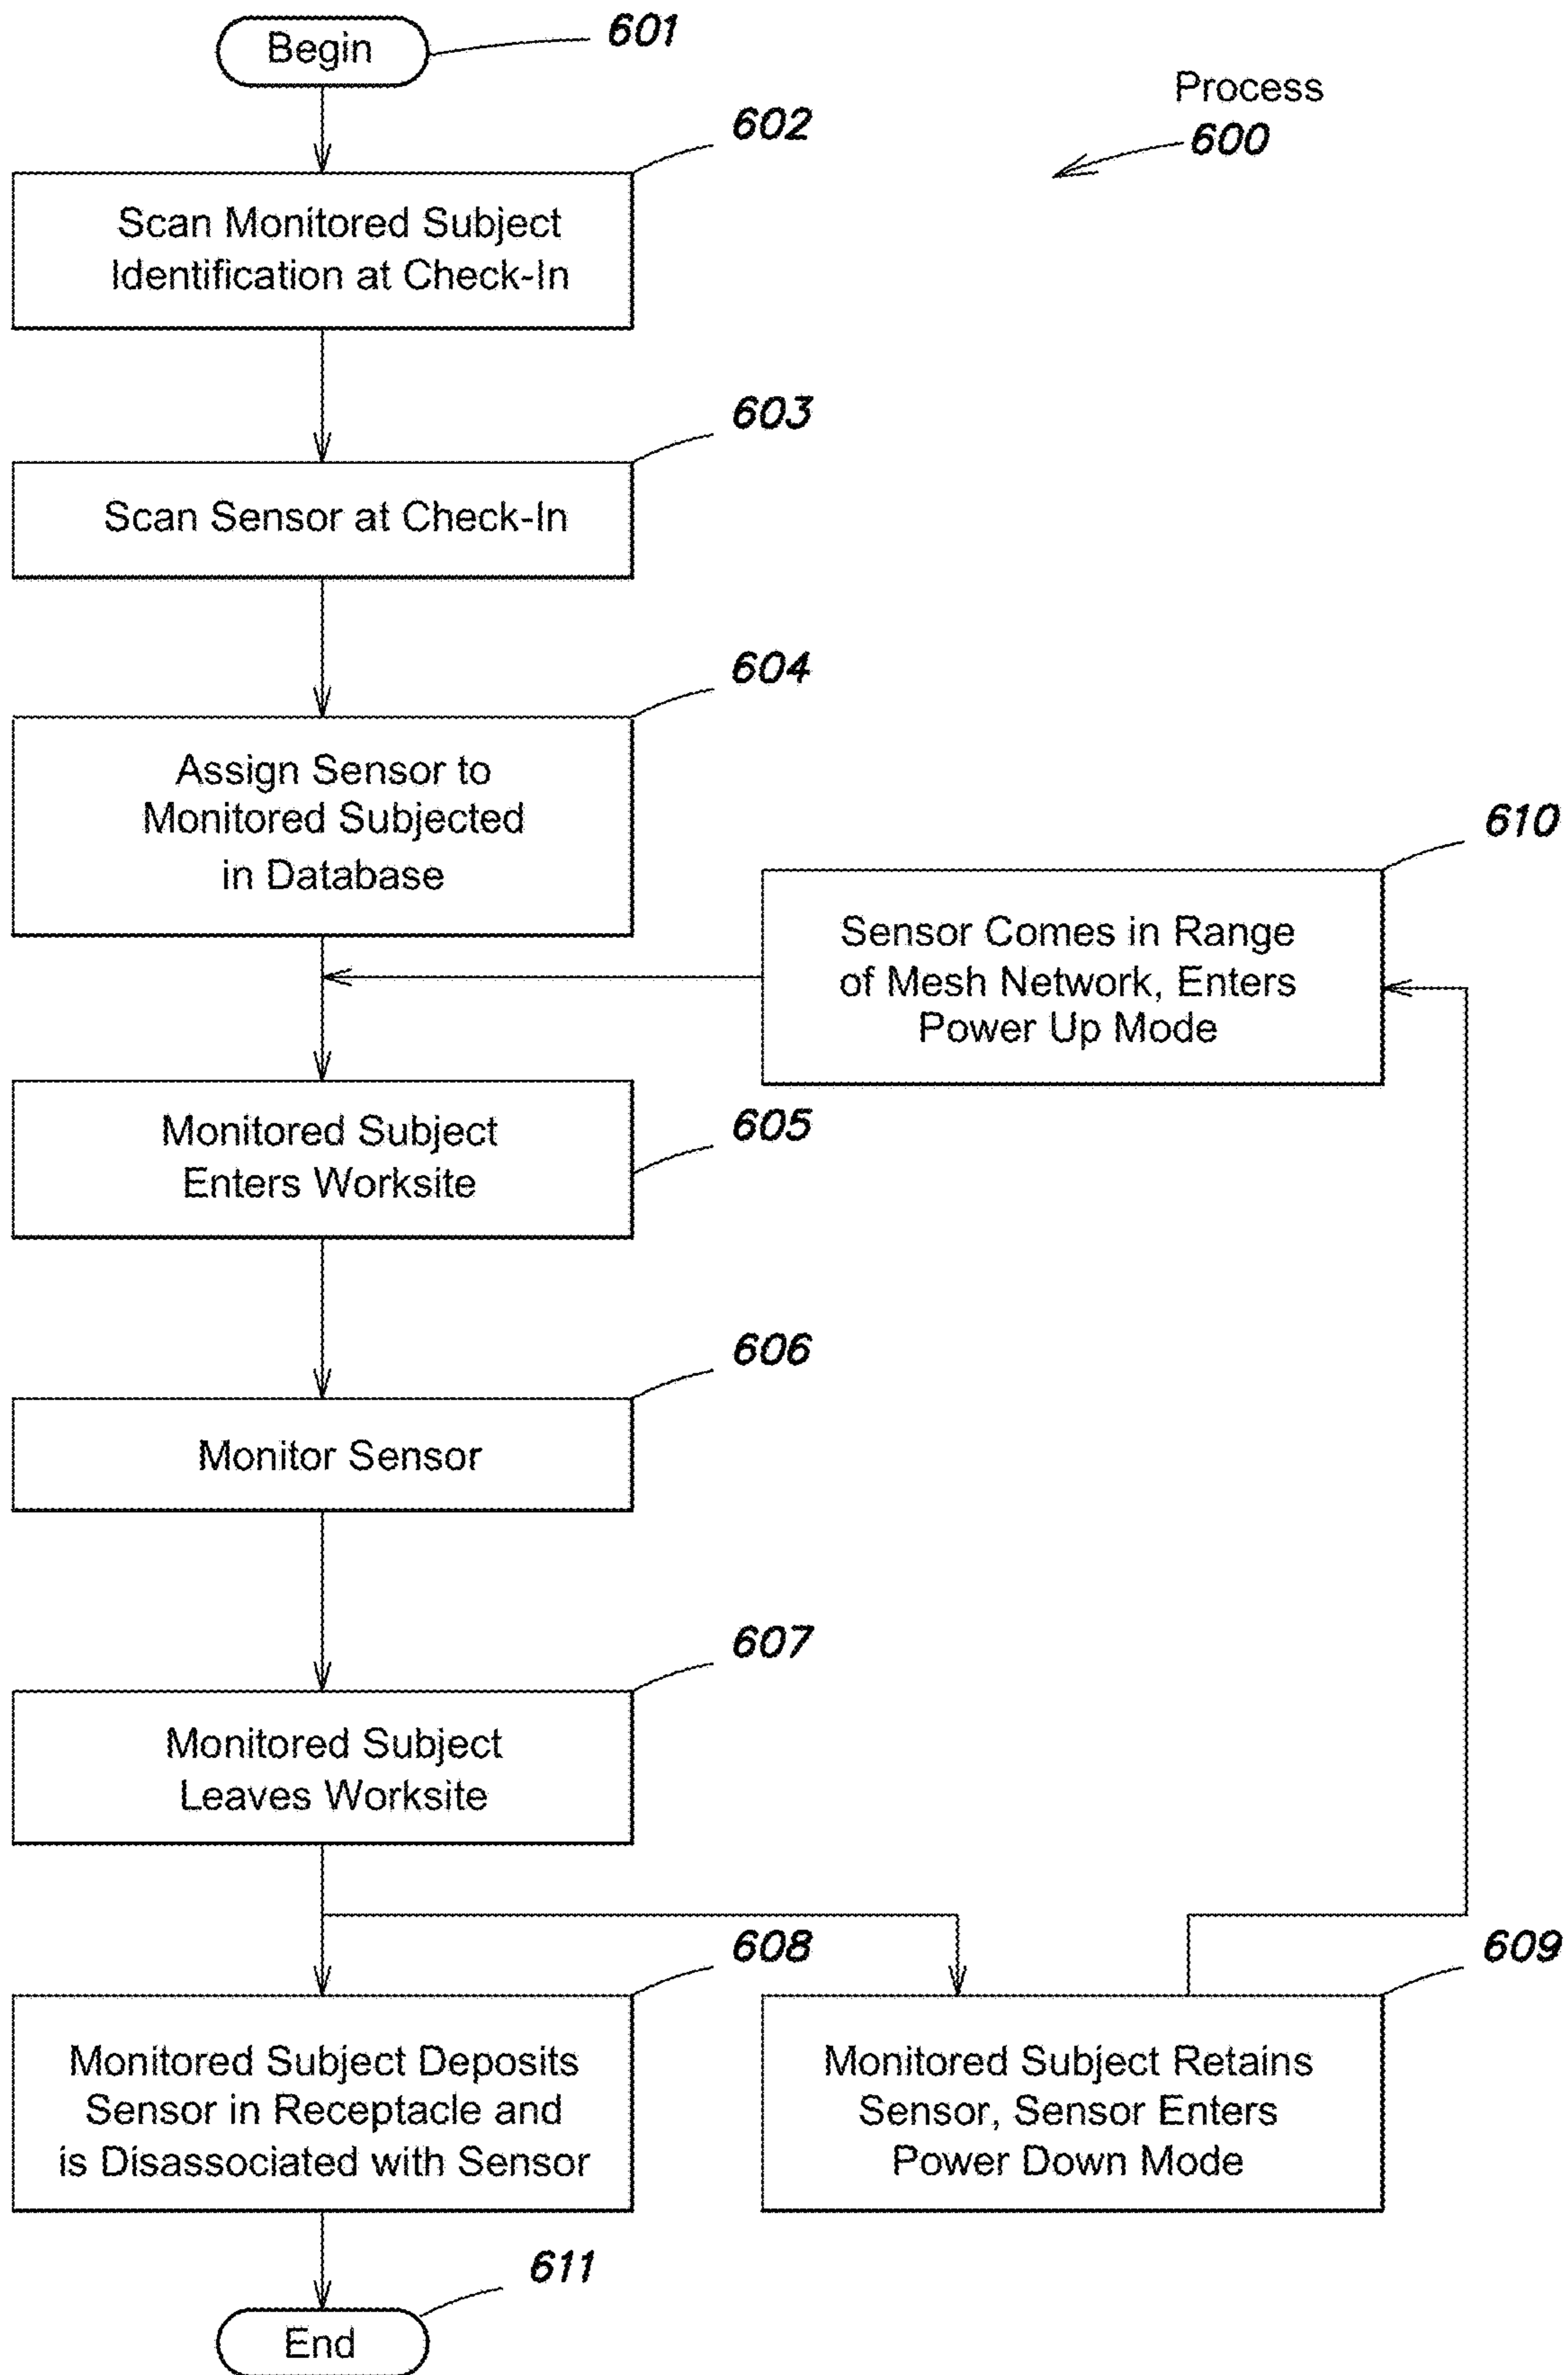 Begin
601
Process
600
602
Scan Monitored Subject
Identification at Check-In
603
Scan Sensor at Check-In
604
Assign Sensor to
Monitored Subjected
in Database
610
Sensor Comes in Range
of Mesh Network, Enters
Power Up Mode
605
Monitored Subject
Enters Worksite
606
Monitor Sensor
607
Monitored Subject
Leaves Worksite
608
Monitored Subject Deposits
Sensor in Receptacle and
is Disassociated with Sensor
609
Monitored Subject Retains
Sensor, Sensor Enters
Power Down Mode
611
End